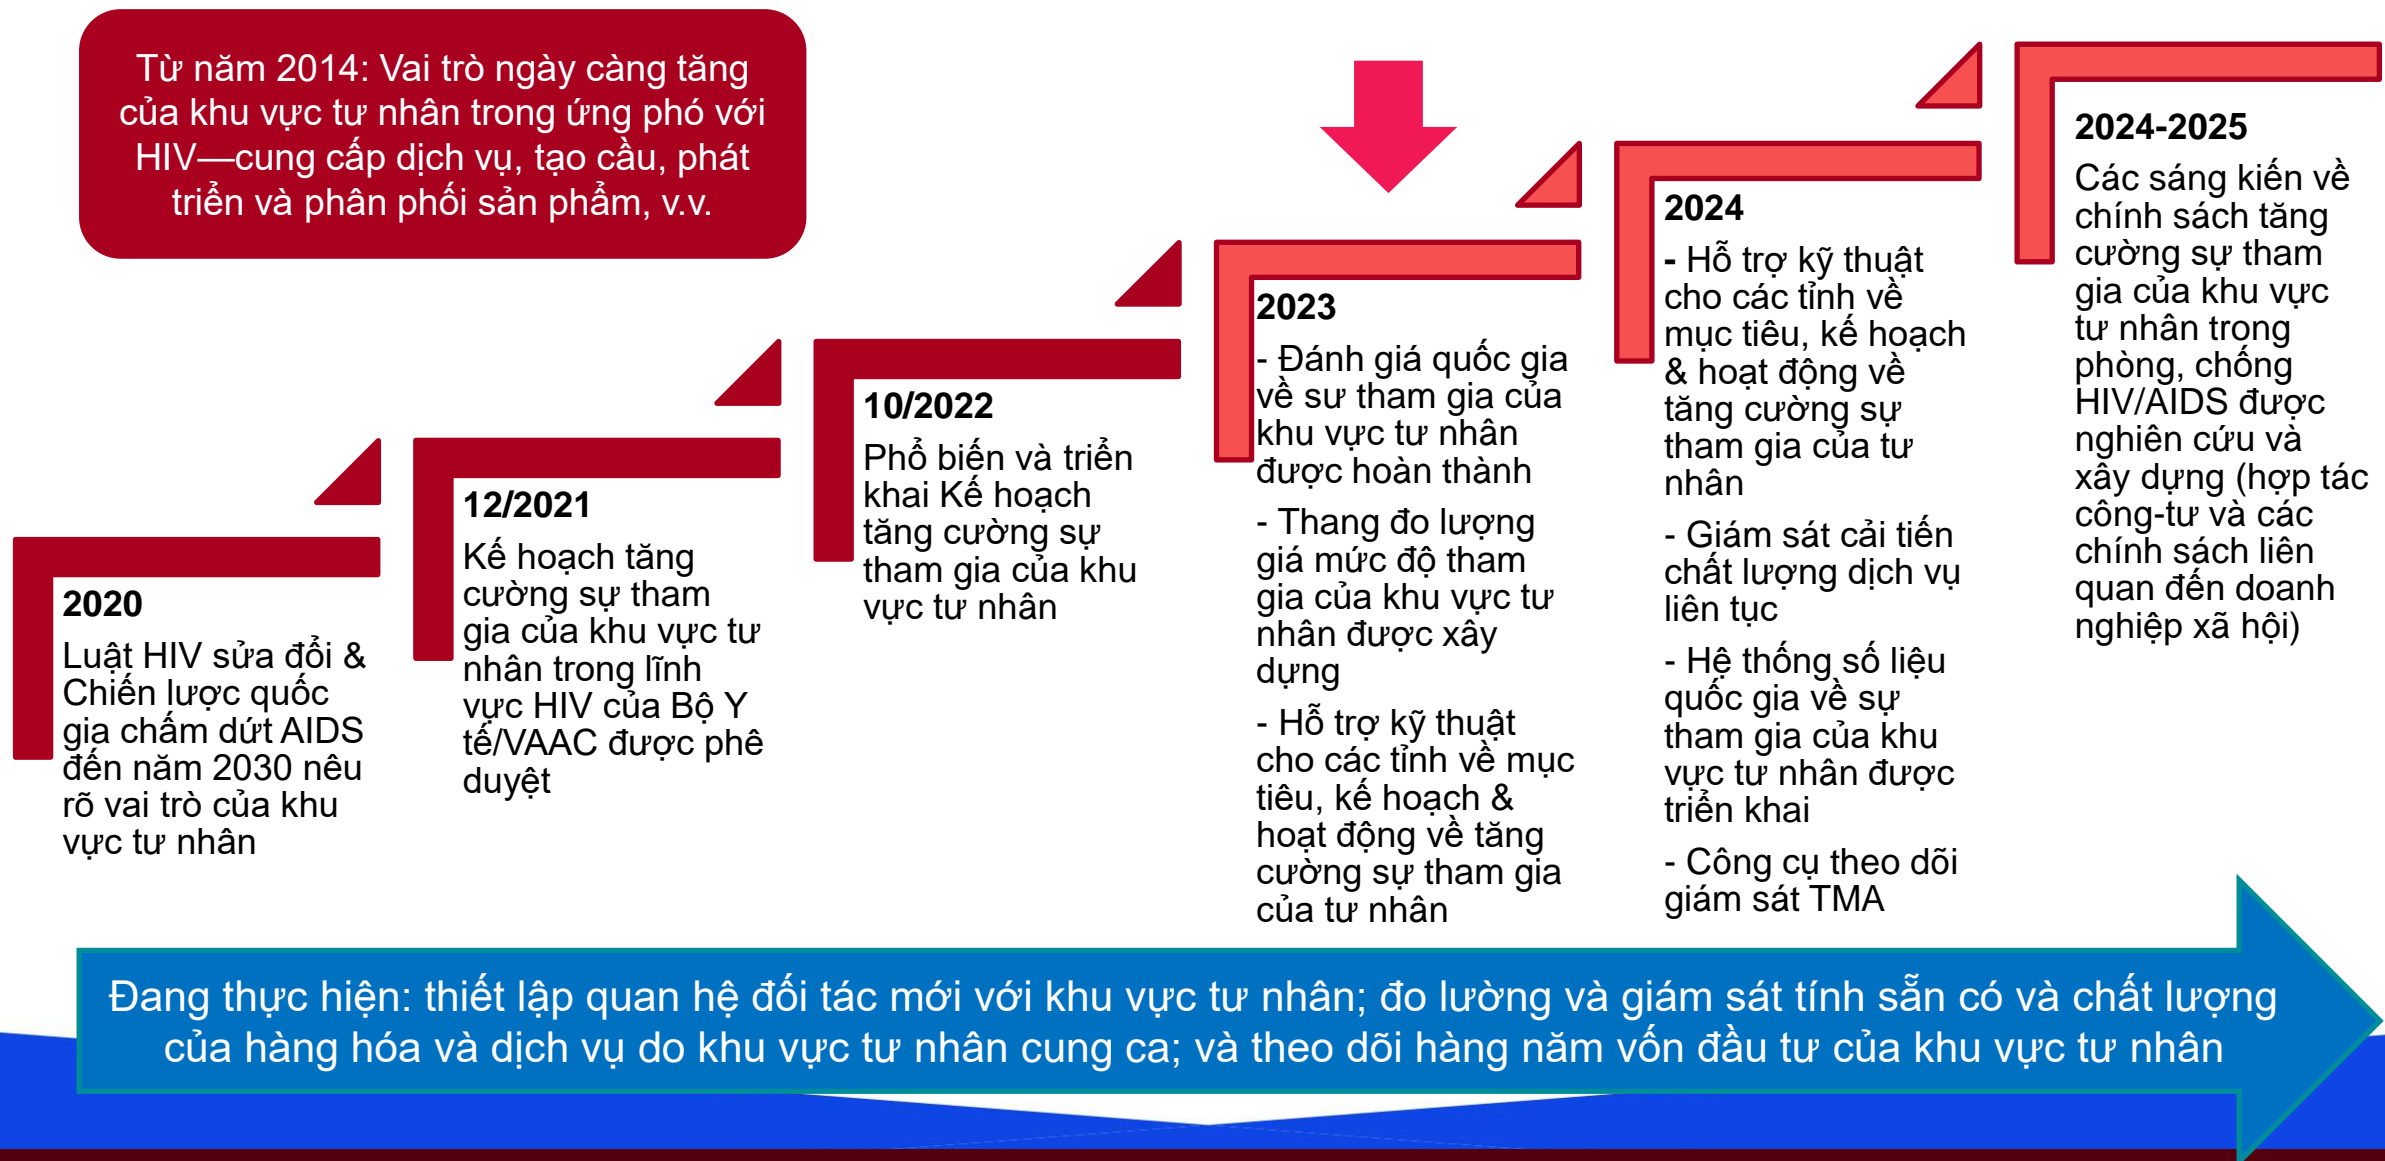 Từ năm 2014: Vai trò ngày càng tăng
của khu vực tư nhân trong ứng phó với
HIV—cung cấp dịch vụ, tạo cầu, phát
triển và phân phối sản phẩm, v.v.
2020
Luật HIV sửa đổi &
Chiến lược quốc
gia chấm dứt AIDS
đến năm 2030 nêu
rõ vai trò của khu
vực tư nhân
12/2021
Kế hoạch tăng
cường sự tham
gia của khu vực tư
nhân trong lĩnh
vực HIV của Bộ Y
tế/VAAC được phê
duyệt
10/2022
Phổ biến và triển
khai Kế hoạch
tăng cường sự
tham gia của khu
vực tư nhân
2023
- Đánh giá quốc gia
về sư tham gia của
khu vực tư nhân
được hoàn thành
- Thang đo lượng
giá mức độ tham
gia của khu vực tư
nhân được xây
dựng
- Hỗ trợ kỹ thuật
cho các tỉnh về mục
tiêu, kế hoạch &
hoạt động về tăng
cường sự tham gia
của tư nhân
2024
- Hỗ trợ kỹ thuật
cho các tỉnh về
mục tiêu, kế hoạch
& hoạt động về
tăng cường sự
tham gia của tư
nhân
- Giám sát cải tiến
chất lượng dịch vụ
liên tục
- Hệ thống số liệu
quốc gia về sự
tham gia của khu
vực tư nhân được
triển khai
- Công cụ theo dõi
giám sát TMA
2024-2025
Các sáng kiến về
chính sách tăng
cường sự tham
gia của khu vực
tư nhân trong
phòng, chống
HIV/AIDS được
nghiên cứu và
xây dựng (hợp tác
công-tư và các
chính sách liên
quan đến doanh
nghiệp xã hội)
Đang thực hiện: thiết lập quan hệ đối tác mới với khu vực tư nhân; đo lường và giám sát tính sẵn có và chất lượng
của hàng hóa và dịch vụ do khu vực tư nhân cung ca; và theo dõi hàng năm vốn đầu tư của khu vực tư nhân